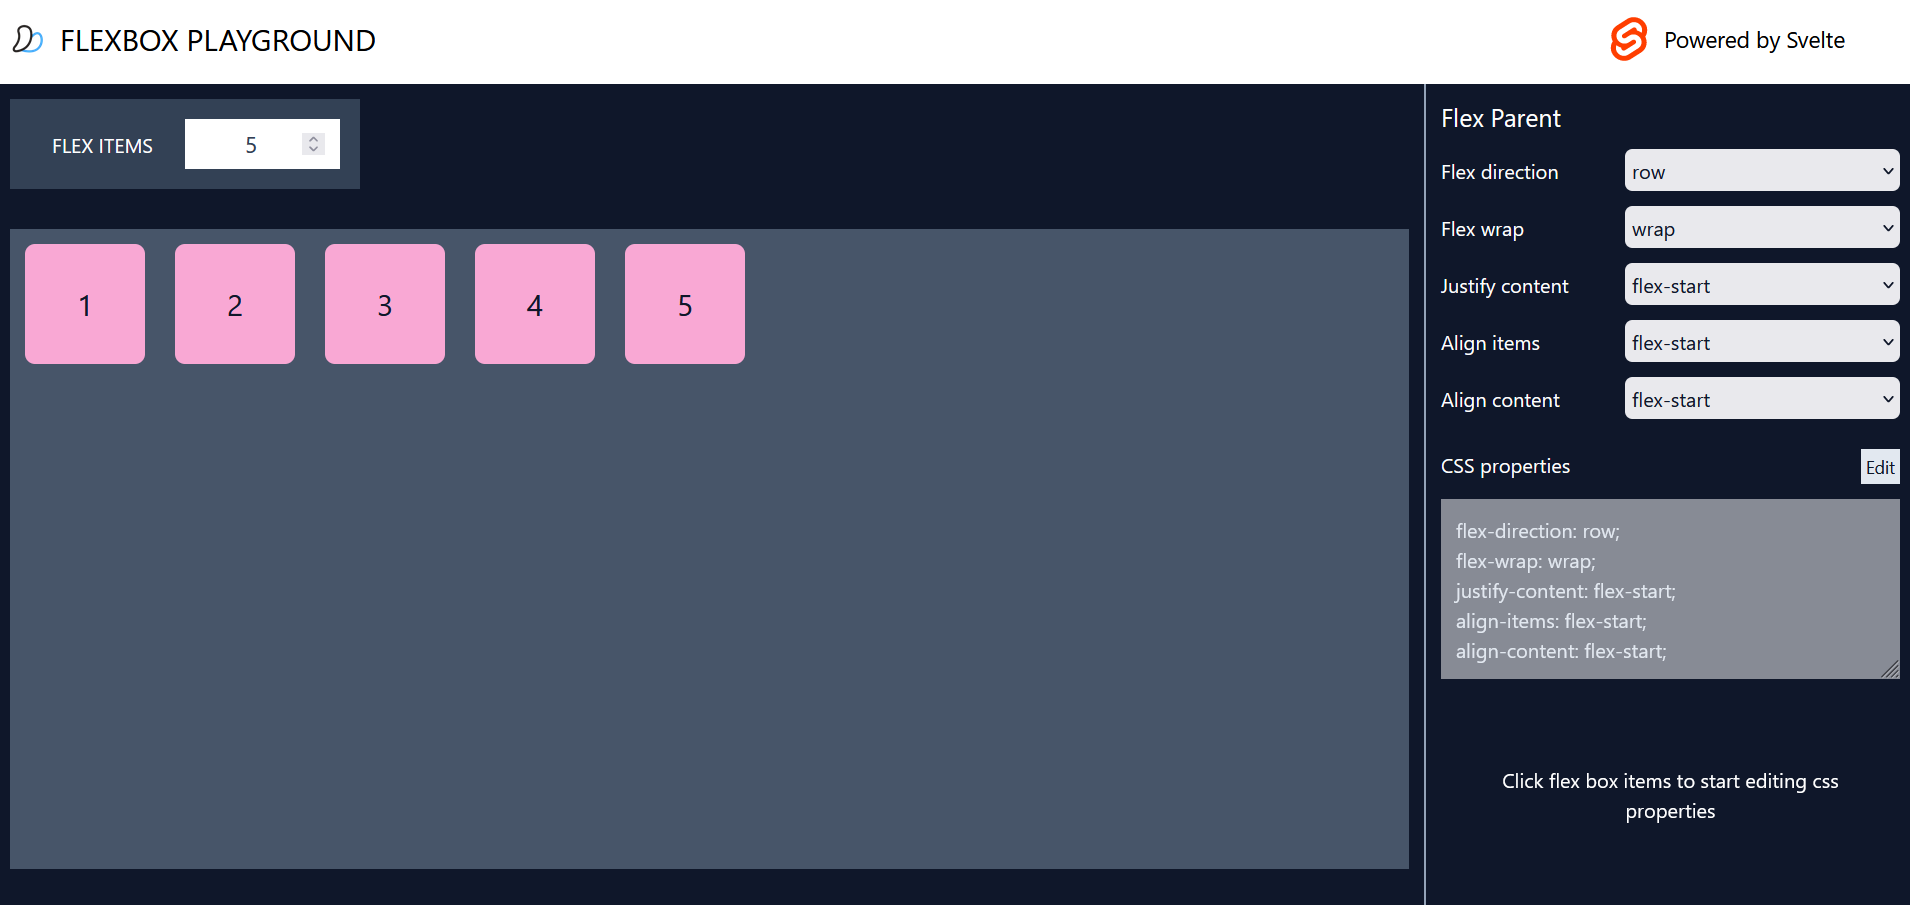 FLEXBOX PLAYGROUND
Powered by Svelte
FLEX ITEMS
5
1
2
3
4
5
Flex Parent
Flex direction
row
Flex wrap
wrap
Justify content
flex-start
Align items
flex-start
Align content
flex-start
CSS properties
Edit
flex-direction: row;
flex-wrap: wrap;
justify-content: flex-start;
align-items: flex-start;
align-content: flex-start;
Click flex box items to start editing css
properties